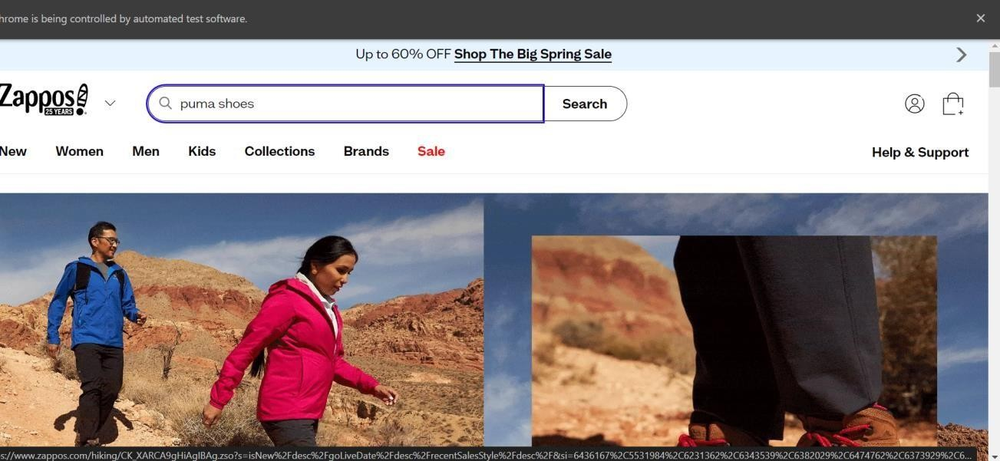 hrome is being controlled by automated test software.
Up to 60% OFF Shop The Big Spring Sale
Zappos!
25 YEARS
puma shoes
Search
New Women Men Kids Collections Brands Sale
Help & Support
s://www.zappos.com/hiking/CK_XARCA9gHiAgIBAg.zso?s=isNew%2Fdesc%2FgoLiveDate%2Fdesc%2FrecentSalesStyle%2Fdesc%2F&si=6436167%2C5531984%2C6231362%2C6343539%2C6382029%2C6474762%2C6373929%2C6...